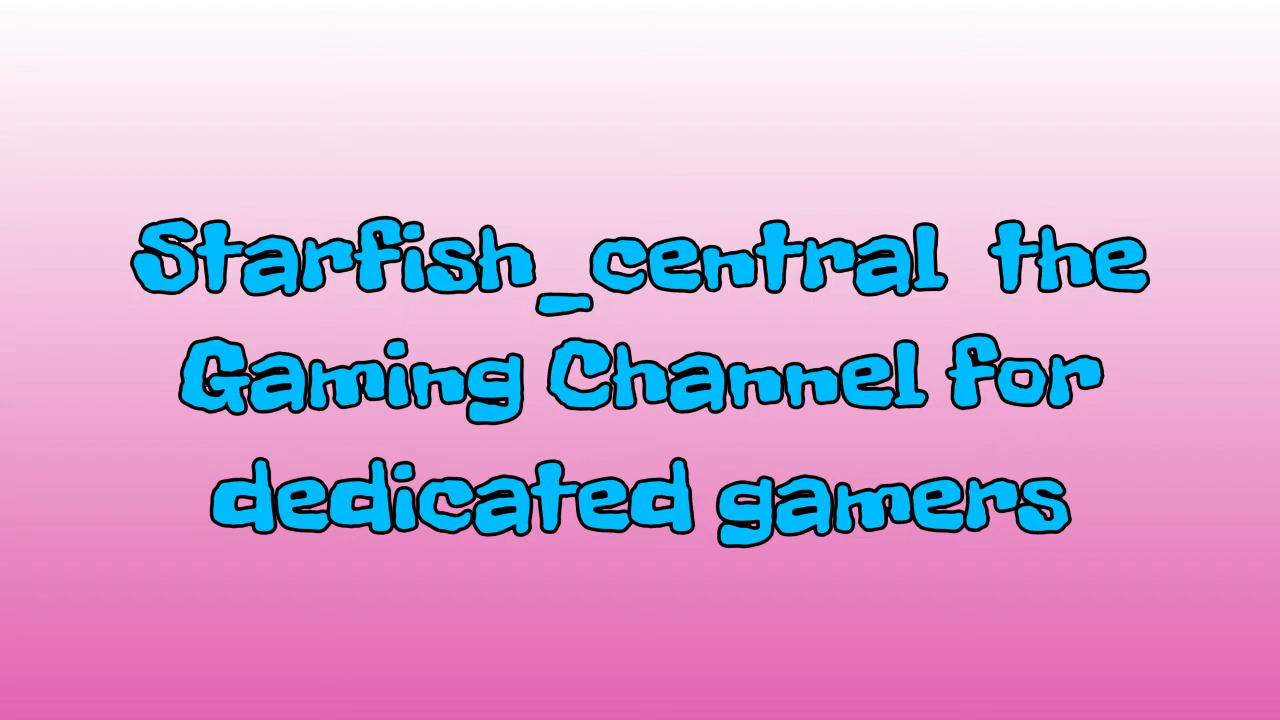 Starfish_central the
Gaming Channel for
dedicated gamers